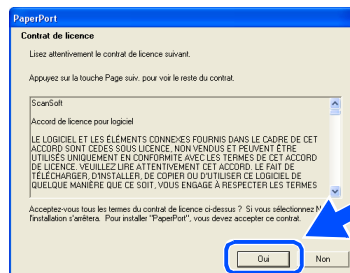 PaperPort
Contrat de licence
Lisez attentivement le contrat de licence suivant.
Appuyez sur la touche Page suiv. pour voir le reste du contrat.
ScanSoft
Accord de licence pour logiciel
LE LOGICIEL ET LES ÉLÉMENTS CONNEXES FOURNIS DANS LE CADRE DE CET
ACCORD SONT CEDES SOUS LICENCE, NON VENDUS ET PEUVENT ÊTRE
UTILISÉS UNIQUEMENT EN CONFORMITE AVEC LES TERMES DE CET ACCORD
DE LICENCE. VEUILLEZ LIRE ATTENTIVEMENT CET ACCORD. LE FAIT DE
TÉLÉCHARGER, D'INSTALLER, DE COPIER OU D'UTILISER CE LOGICIEL DE
QUELQUE MANIÈRE QUE CE SOIT, VOUS ENGAGE À RESPECTER LES TERMES
Acceptez-vous tous les termes du contrat de licence ci-dessus ? Si vous sélectionnez N
l'installation s'arrêtera. Pour installer "PaperPort", vous devez accepter ce contrat.
Oui
Non